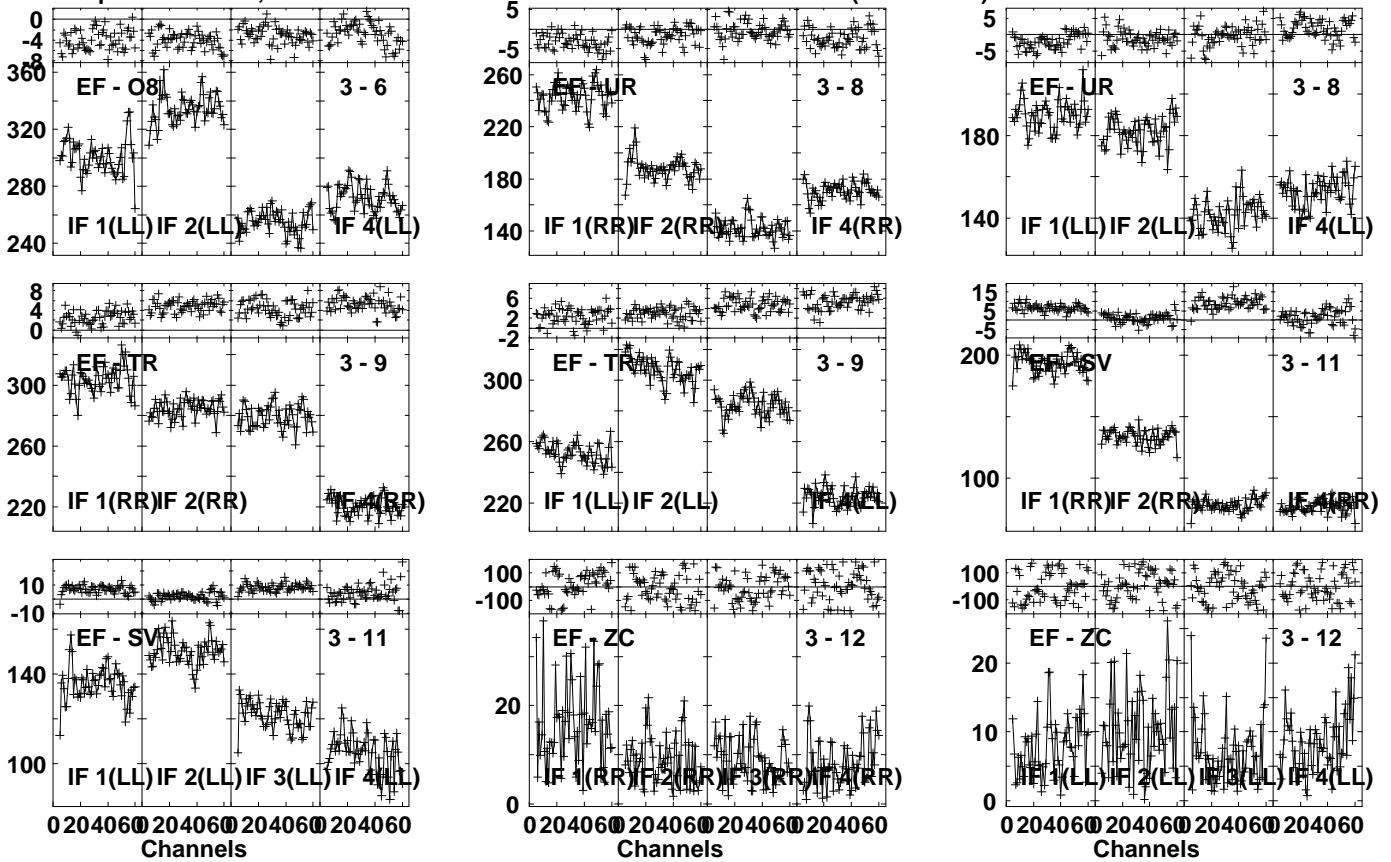 0
-4
-8
360
320
280
240
EF - O8
3 - 6
IF 1(LL) IF 2(LL) IF 4(LL)
5
-5
260
220
180
140
EF - UR
3 - 8
IF 1(RR) IF 2(RR) IF 4(RR)
5
-5
180
140
EF - UR
3 - 8
IF 1(LL) IF 2(LL) IF 4(LL)
8
4
0
300
260
220
EF - TR
3 - 9
IF 1(RR) IF 2(RR) IF 4(RR)
6
2
-2
300
260
220
EF - TR
3 - 9
IF 1(LL) IF 2(LL) IF 4(LL)
15
5
-5
200
100
EF - SV
3 - 11
IF 1(RR) IF 2(RR) IF 4(RR)
10
-10
140
100
EF - SV
3 - 11
IF 1(LL) IF 2(LL) IF 3(LL) IF 4(LL)
0 204060 0 204060 0 204060 0 204060
Channels
100
-100
20
0
EF - ZC
3 - 12
IF 1(RR) IF 2(RR) IF 3(RR) IF 4(RR)
0 204060 0 204060 0 204060 0 204060
Channels
100
-100
20
10
0
EF - ZC
3 - 12
IF 1(LL) IF 2(LL) IF 3(LL) IF 4(LL)
0 204060 0 204060 0 204060 0 204060
Channels